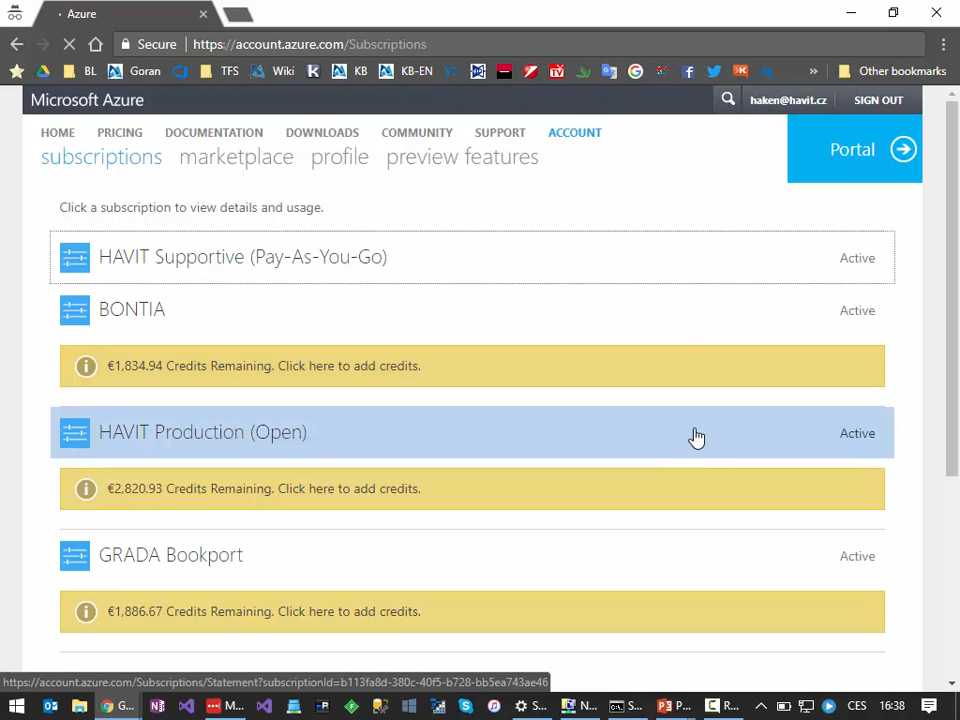 Azure
Secure https://account.azure.com/Subscriptions
BL Goran TFS Wiki KB KB-EN » Other bookmarks
Microsoft Azure haken@havit.cz SIGN OUT
HOME PRICING DOCUMENTATION DOWNLOADS COMMUNITY SUPPORT ACCOUNT
subscriptions marketplace profile preview features
Portal
Click a subscription to view details and usage.
HAVIT Supportive (Pay-As-You-Go) Active
BONTIA Active
€1,834.94 Credits Remaining. Click here to add credits.
HAVIT Production (Open) Active
€2,820.93 Credits Remaining. Click here to add credits.
GRADA Bookport Active
€1,886.67 Credits Remaining. Click here to add credits.
https://account.azure.com/Subscriptions/Statement?subscriptionId=b113fa8d-380c-40f5-b728-bb5ea743ae46
G... M... S... N... S... P... R... CES 16:38